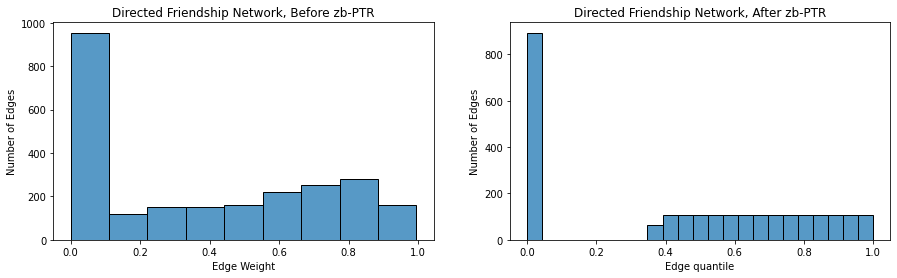 Directed Friendship Network, Before zb-PTR
1000
800
600
400
200
0
Number of Edges
0.0 0.2 0.4 0.6 0.8 1.0
Edge Weight
Directed Friendship Network, After zb-PTR
800
600
400
200
0
Number of Edges
0.0 0.2 0.4 0.6 0.8 1.0
Edge quantile